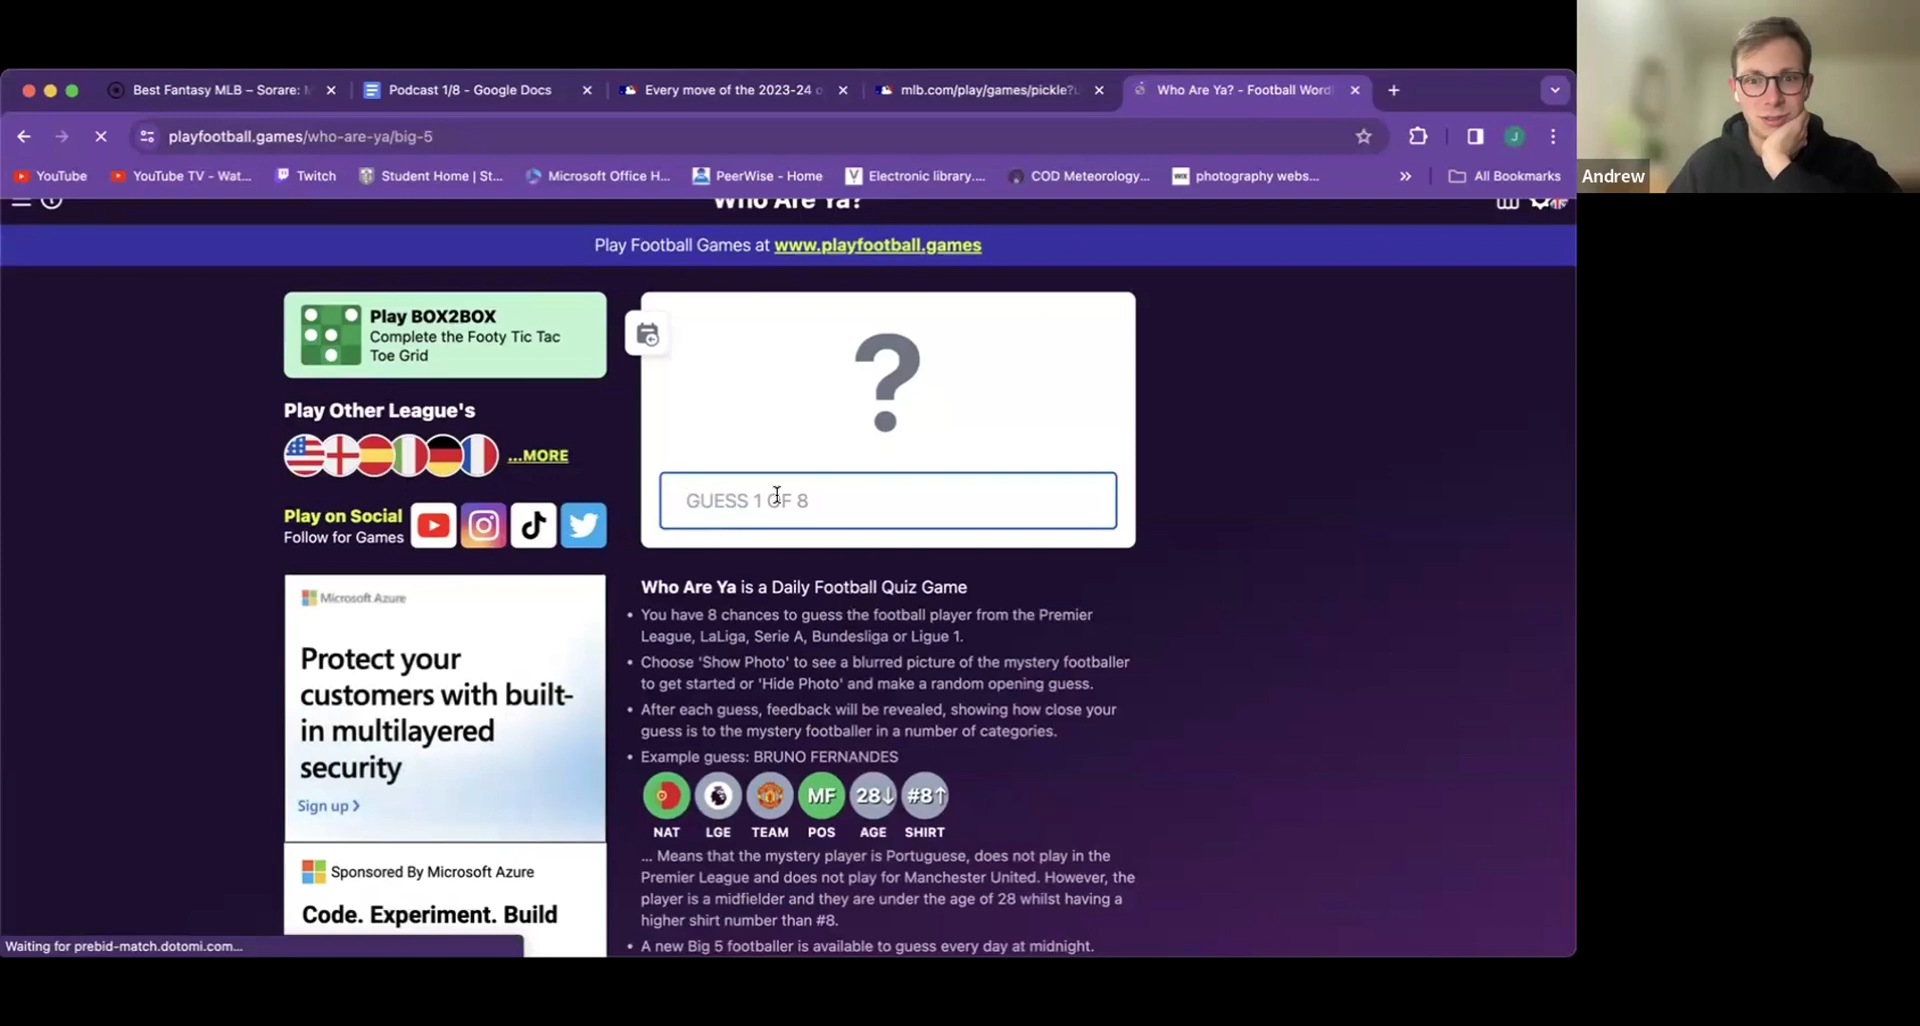 Best Fantasy MLB – Sorare: M
Podcast 1/8 - Google Docs
Every move of the 2023-24 o
mlb.com/play/games/pickle?u
Who Are Ya? - Football Word
playfootball.games/who-are-ya/big-5
J
YouTube
YouTube TV - Wat...
Twitch
Student Home | St...
Microsoft Office H...
PeerWise - Home
Electronic library....
COD Meteorology...
WIX
photography webs...
All Bookmarks
Andrew
Who Are Ya?
Play Football Games at www.playfootball.games
Play BOX2BOX
Complete the Footy Tic Tac
Toe Grid
Play Other League's
...MORE
Play on Social
Follow for Games
GUESS 1 OF 8
Microsoft Azure
Protect your
customers with built-
in multilayered
security
Sign up
Sponsored By Microsoft Azure
Code. Experiment. Build
Who Are Ya is a Daily Football Quiz Game
• You have 8 chances to guess the football player from the Premier
League, LaLiga, Serie A, Bundesliga or Ligue 1.
• Choose 'Show Photo' to see a blurred picture of the mystery footballer
to get started or 'Hide Photo' and make a random opening guess.
• After each guess, feedback will be revealed, showing how close your
guess is to the mystery footballer in a number of categories.
• Example guess: BRUNO FERNANDES
MF 28↓ #8↑
NAT LGE TEAM POS AGE SHIRT
... Means that the mystery player is Portuguese, does not play in the
Premier League and does not play for Manchester United. However, the
player is a midfielder and they are under the age of 28 whilst having a
higher shirt number than #8.
• A new Big 5 footballer is available to guess every day at midnight.
Waiting for prebid-match.dotomi.com...